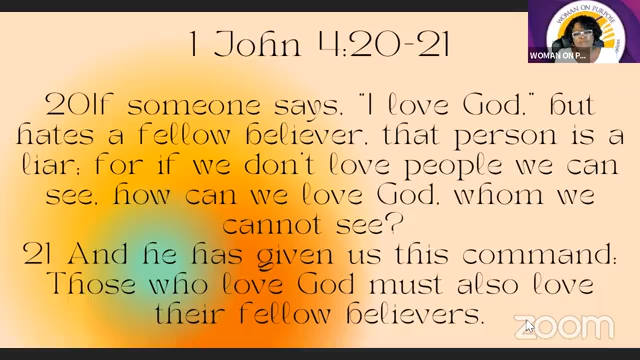 1 John 4:20-21
20If someone says, "I love God," but
hates a fellow believer, that person is a
liar; for if we don't love people we can
see, how can we love God, whom we
cannot see?
21 And he has given us this command:
Those who love God must also love
their fellow believers.
WOMAN ON PURPOSE
WOMAN ON P...
zoom